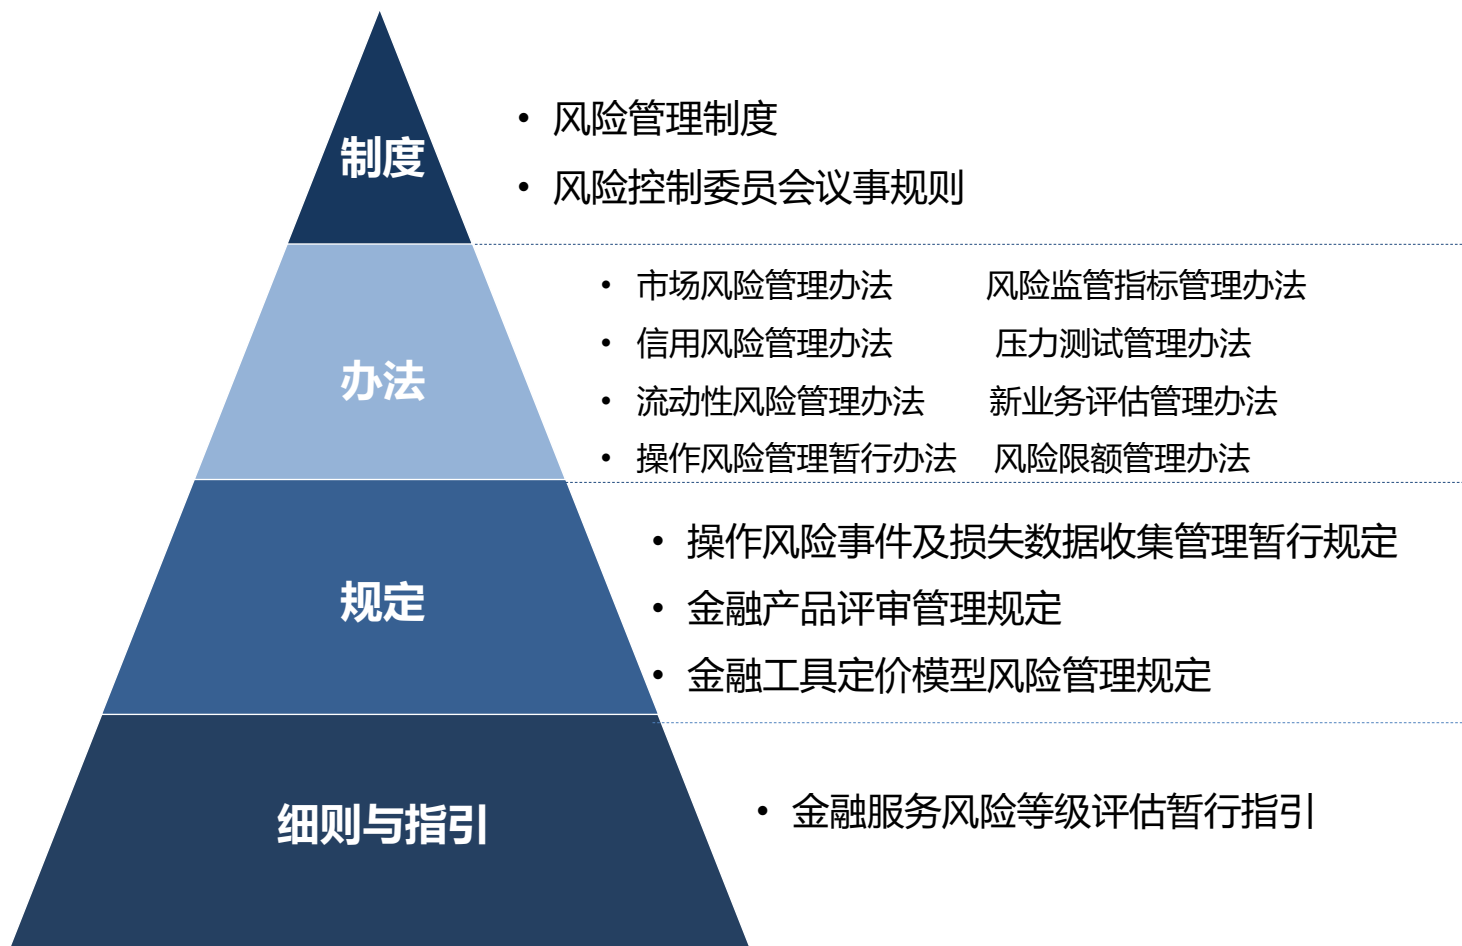 制度
• 风险管理制度
• 风险控制委员会议事规则
办法
• 市场风险管理办法 风险监管指标管理办法
• 信用风险管理办法 压力测试管理办法
• 流动性风险管理办法 新业务评估管理办法
• 操作风险管理暂行办法 风险限额管理办法
规定
• 操作风险事件及损失数据收集管理暂行规定
• 金融产品评审管理规定
• 金融工具定价模型风险管理规定
细则与指引
• 金融服务风险等级评估暂行指引